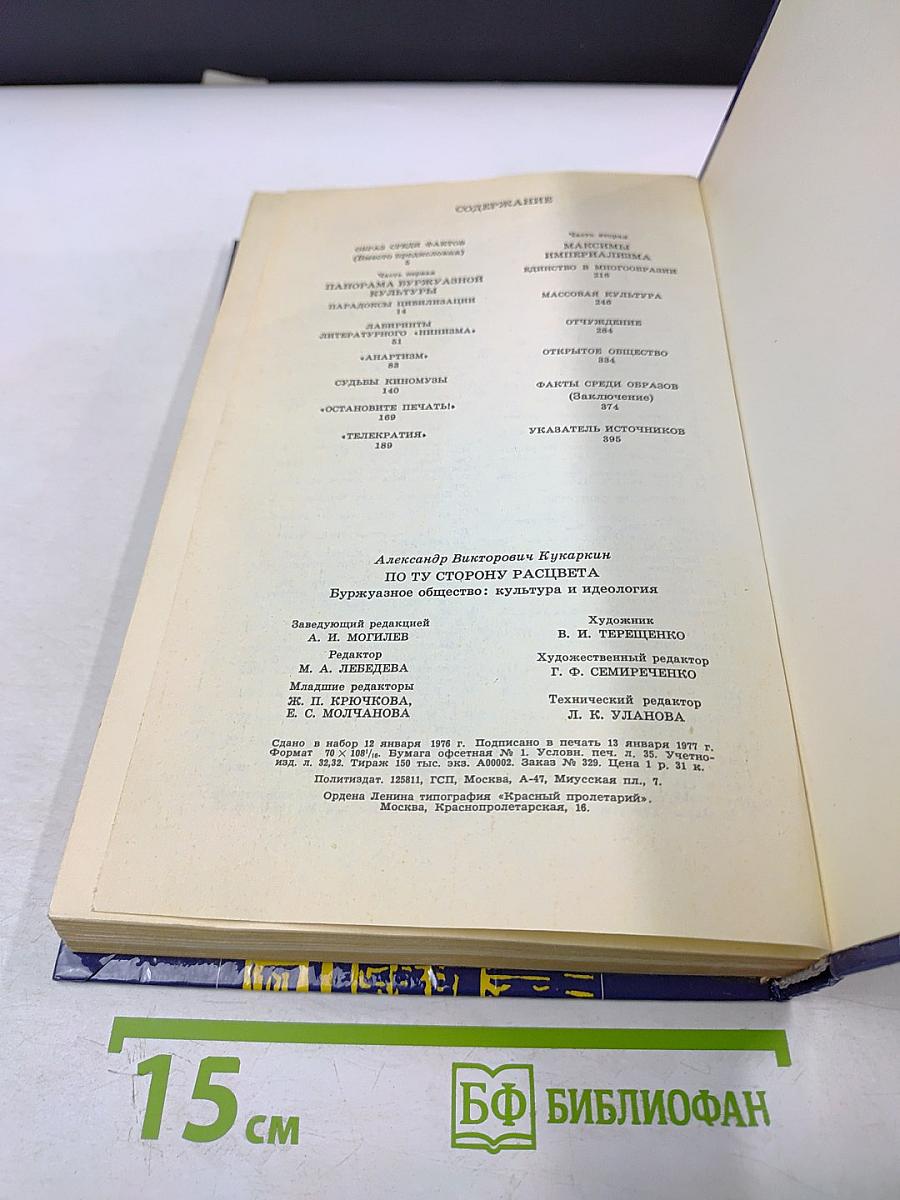 СОДЕРЖАНИЕ
ОБРАЗ СРЕДИ ФАКТОВ
(Вместо предисловия)
5
Часть первая
ПАНОРАМА БУРЖУАЗНОЙ
КУЛЬТУРЫ
ПАРАДОКСЫ ЦИВИЛИЗАЦИИ
14
ЛАБИРИНТЫ
ЛИТЕРАТУРНОГО «НИНИЗМА»
51
«АНАРТИЗМ»
83
СУДЬБЫ КИНОМУЗЫ
140
«ОСТАНОВИТЕ ПЕЧАТЬ!»
169
«ТЕЛЕКРАТИЯ»
189
Часть вторая
МАКСИМЫ
ИМПЕРИАЛИЗМА
ЕДИНСТВО В МНОГООБРАЗИИ
216
МАССОВАЯ КУЛЬТУРА
246
ОТЧУЖДЕНИЕ
284
ОТКРЫТОЕ ОБЩЕСТВО
334
ФАКТЫ СРЕДИ ОБРАЗОВ
(Заключение)
374
УКАЗАТЕЛЬ ИСТОЧНИКОВ
395
Александр Викторович Кукаркин
ПО ТУ СТОРОНУ РАСЦВЕТА
Буржуазное общество: культура и идеология
Заведующий редакцией
А. И. МОГИЛЕВ
Редактор
М. А. ЛЕБЕДЕВА
Младшие редакторы
Ж. П. КРЮЧКОВА,
Е. С. МОЛЧАНОВА
Художник
В. И. ТЕРЕЩЕНКО
Художественный редактор
Г. Ф. СЕМИРЕЧЕНКО
Технический редактор
Л. К. УЛАНОВА
Сдано в набор 12 января 1976 г. Подписано в печать 13 января 1977 г.
Формат 70 × 108¹/₁₆. Бумага офсетная № 1. Условн. печ. л. 35. Учетно-
изд. л. 32,32. Тираж 150 тыс. экз. А00002. Заказ № 329. Цена 1 р. 31 к.
Политиздат. 125811, ГСП, Москва, А-47, Миусская пл., 7.
Ордена Ленина типография «Красный пролетарий».
Москва, Краснопролетарская, 16.
15 см
БФ БИБЛИОФАН